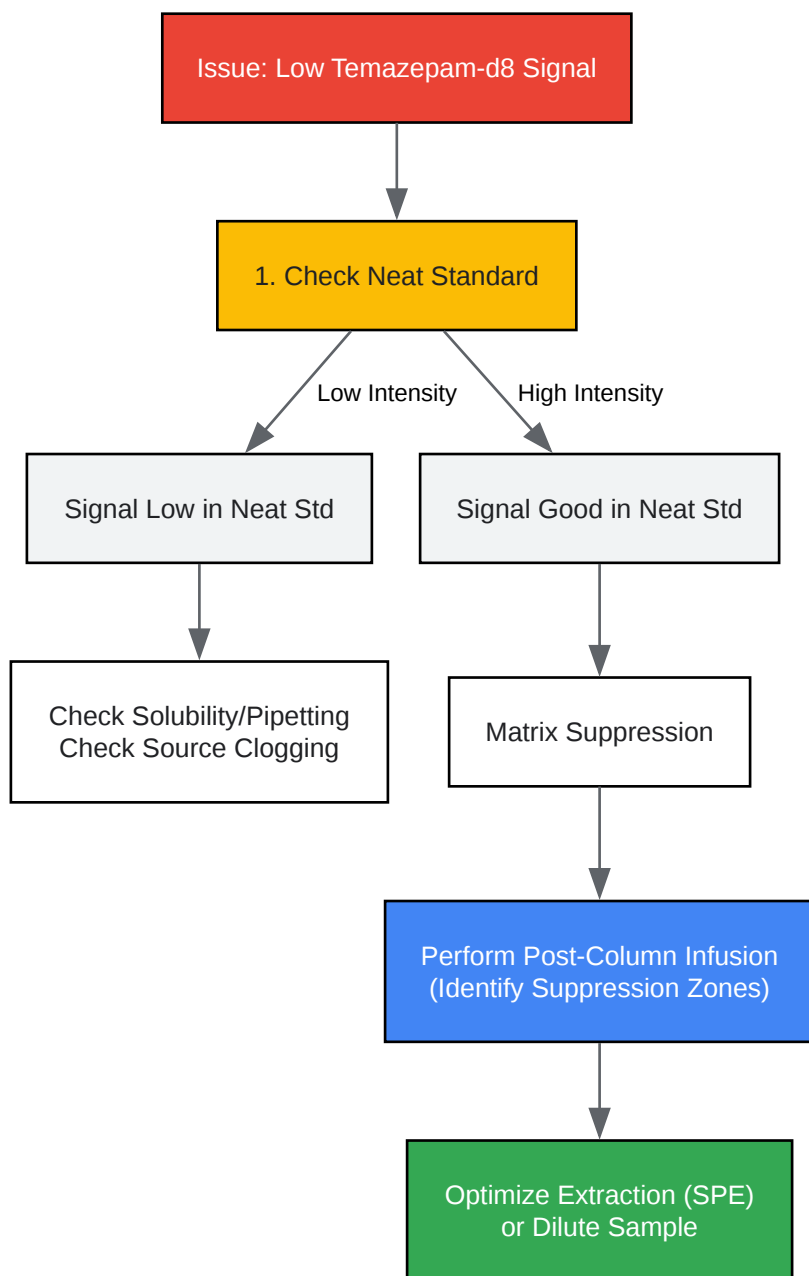 Issue: Low Temazepam-d8 Signal
1. Check Neat Standard
Low Intensity
High Intensity
Signal Low in Neat Std
Signal Good in Neat Std
Check Solubility/Pipetting
Check Source Clogging
Matrix Suppression
Perform Post-Column Infusion
(Identify Suppression Zones)
Optimize Extraction (SPE)
or Dilute Sample